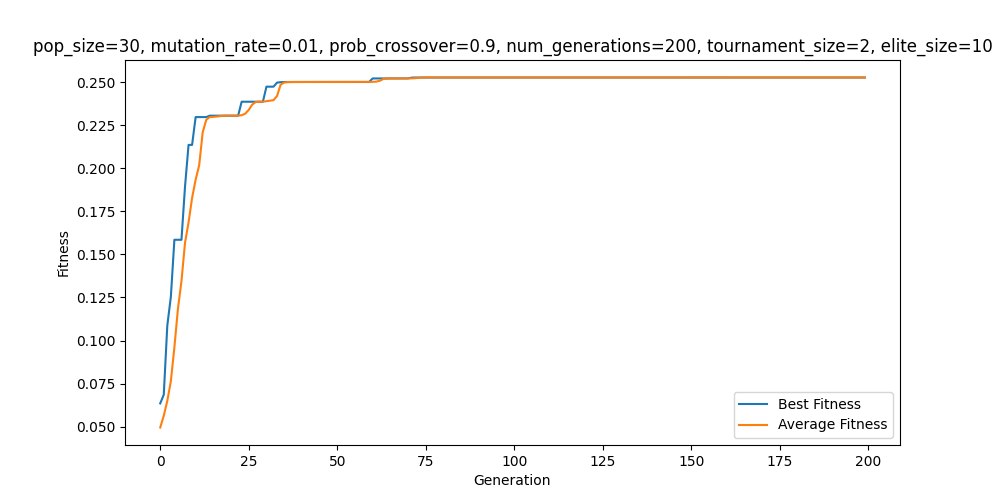 pop_size=30, mutation_rate=0.01, prob_crossover=0.9, num_generations=200, tournament_size=2, elite_size=10
0.250
0.225
0.200
0.175
0.150
0.125
0.100
0.075
0.050
Fitness
Best Fitness
Average Fitness
0 25 50 75 100 125 150 175 200
Generation